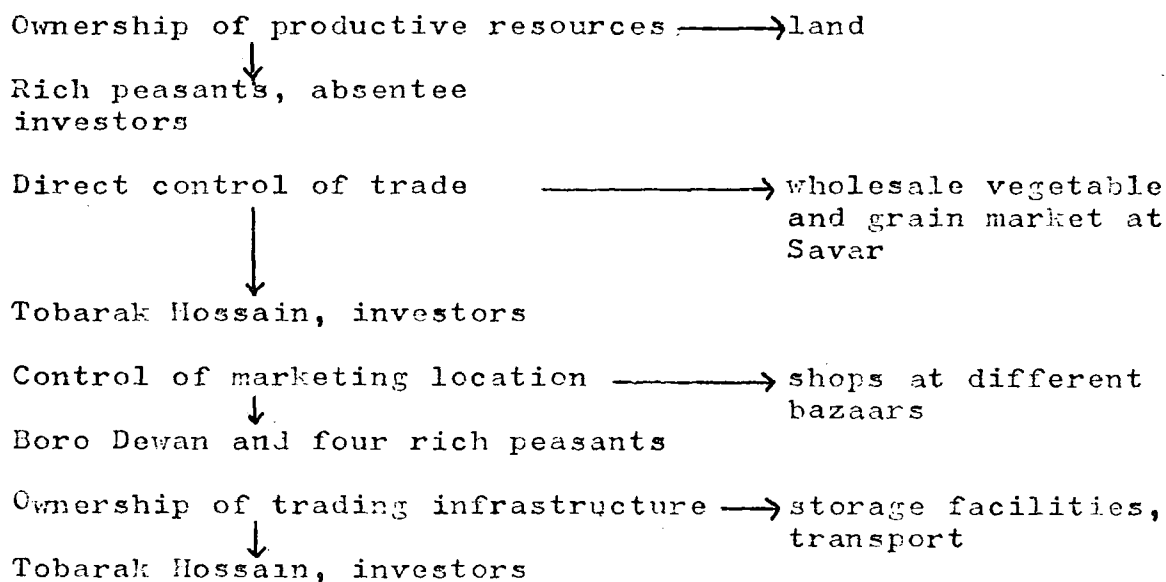 Ownership of productive resources → land
Rich peasants, absentee
investors
Direct control of trade → wholesale vegetable
and grain market at
Savar
Tobarak Hossain, investors
Control of marketing location → shops at different
bazaars
Boro Dewan and four rich peasants
Ownership of trading infrastructure → storage facilities,
transport
Tobarak Hossain, investors